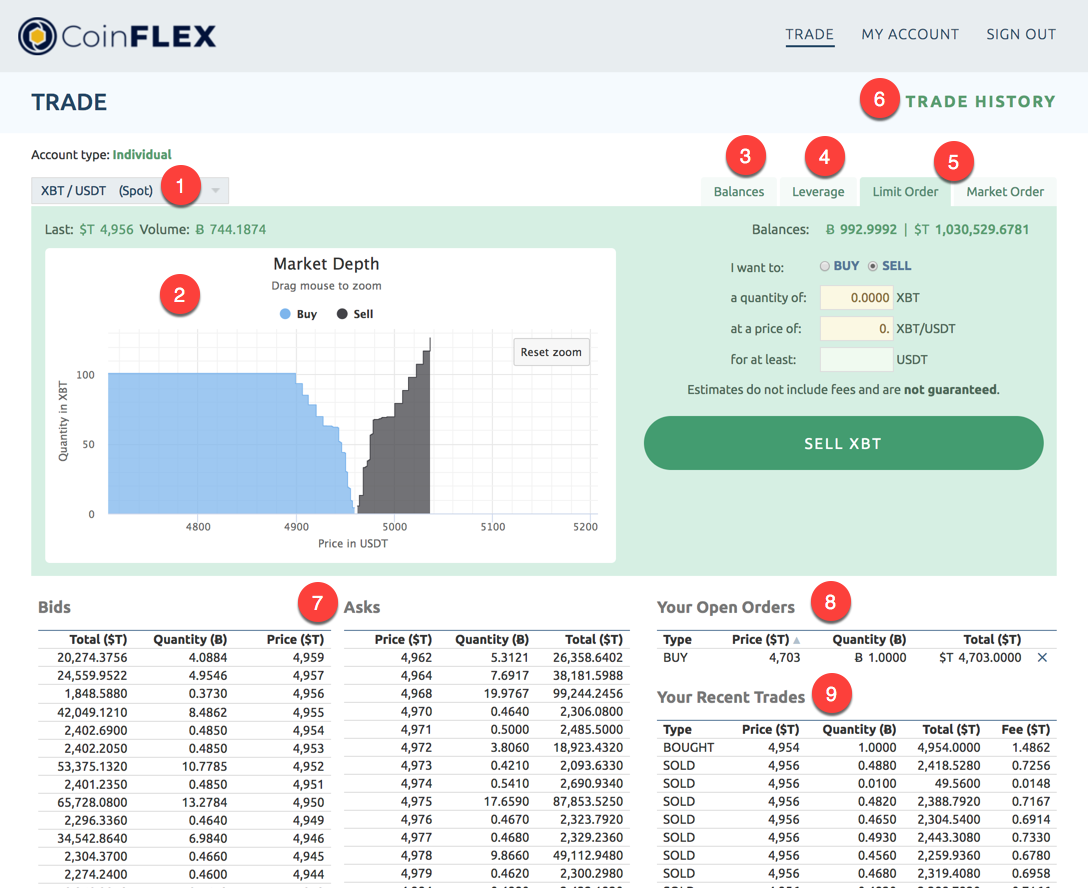 CoinFLEX
TRADE MY ACCOUNT SIGN OUT
TRADE
6 TRADE HISTORY
Account type: Individual
XBT / USDT (Spot) 1
3 4 5
Balances Leverage Limit Order Market Order
Last: $T 4,956 Volume: Ƀ 744.1874
Balances: Ƀ 992.9992 | $T 1,030,529.6781
Market Depth
Drag mouse to zoom
2
Buy Sell
Reset zoom
Quantity in XBT
100
50
0
4800 4900 5000 5100 5200
Price in USDT
I want to: BUY SELL
a quantity of: 0.0000 XBT
at a price of: 0. XBT/USDT
for at least: USDT
Estimates do not include fees and are not guaranteed.
SELL XBT
Bids
7
Total ($T) Quantity (Ƀ) Price ($T)
20,274.3756 4.0884 4,959
24,559.9522 4.9546 4,957
1,848.5880 0.3730 4,956
42,049.1210 8.4862 4,955
2,402.6900 0.4850 4,954
2,402.2050 0.4850 4,953
53,375.1320 10.7785 4,952
2,401.2350 0.4850 4,951
65,728.0800 13.2784 4,950
2,296.3360 0.4640 4,949
34,542.8640 6.9840 4,946
2,304.3700 0.4660 4,945
2,274.2400 0.4600 4,944
Asks
Price ($T) Quantity (Ƀ) Total ($T)
4,962 5.3121 26,358.6402
4,964 7.6917 38,181.5988
4,968 19.9767 99,244.2456
4,970 0.4640 2,306.0800
4,971 0.5000 2,485.5000
4,972 3.8060 18,923.4320
4,973 0.4210 2,093.6330
4,974 0.5410 2,690.9340
4,975 17.6590 87,853.5250
4,976 0.4670 2,323.7920
4,977 0.4680 2,329.2360
4,978 9.8660 49,112.9480
4,979 0.4620 2,300.2980
Your Open Orders 8
Type Price ($T) Quantity (Ƀ) Total ($T)
BUY 4,703 Ƀ 1.0000 $T 4,703.0000
Your Recent Trades 9
Type Price ($T) Quantity (Ƀ) Total ($T) Fee ($T)
BOUGHT 4,954 1.0000 4,954.0000 1.4862
SOLD 4,956 0.4880 2,418.5280 0.7256
SOLD 4,956 0.0100 49.5600 0.0148
SOLD 4,956 0.4820 2,388.7920 0.7167
SOLD 4,956 0.4650 2,304.5400 0.6914
SOLD 4,956 0.4930 2,443.3080 0.7330
SOLD 4,956 0.4560 2,259.9360 0.6780
SOLD 4,956 0.4680 2,319.4080 0.6958